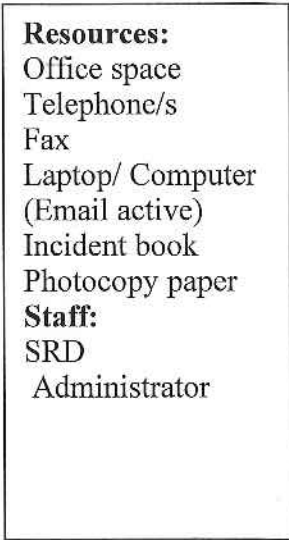 Resources:
Office space
Telephone/s
Fax
Laptop/ Computer
(Email active)
Incident book
Photocopy paper
Staff:
SRD
Administrator